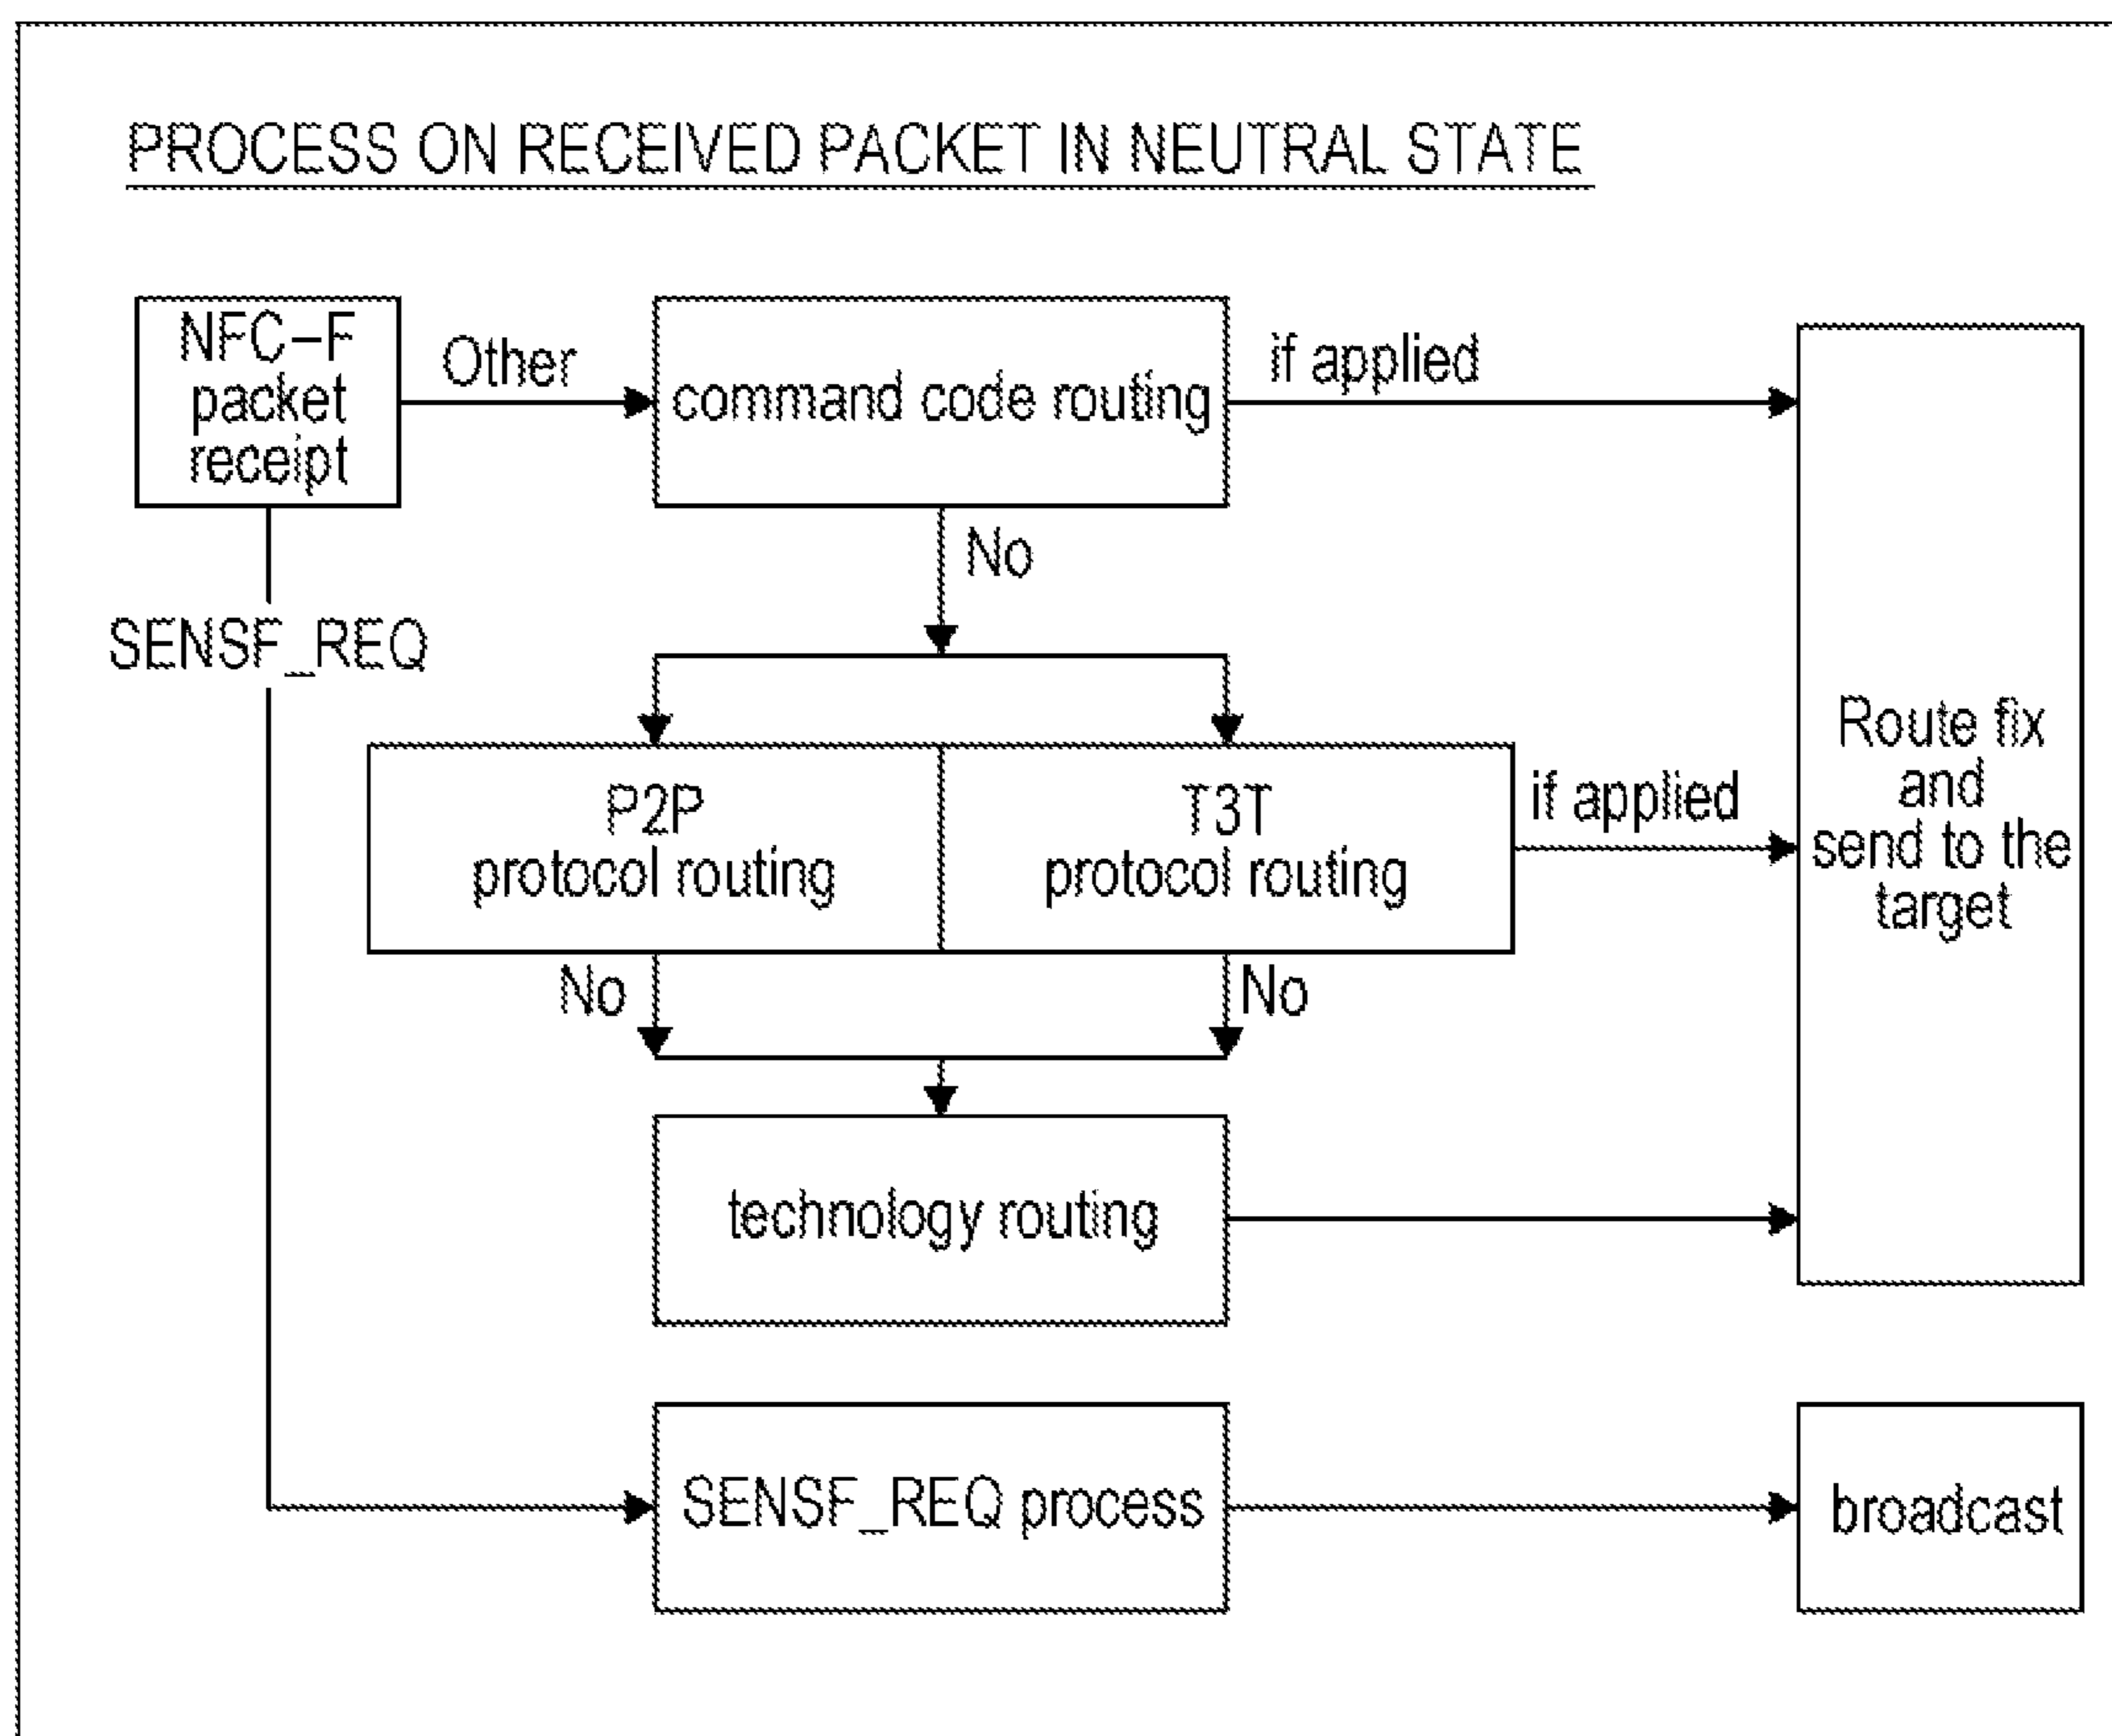 PROCESS ON RECEIVED PACKET IN NEUTRAL STATE
NFC-F
packet
receipt
Other
command code routing
if applied
No
SENSF_REQ
P2P
protocol routing
T3T
protocol routing
if applied
Route fix
and
send to the
target
No
No
technology routing
SENSF_REQ process
broadcast